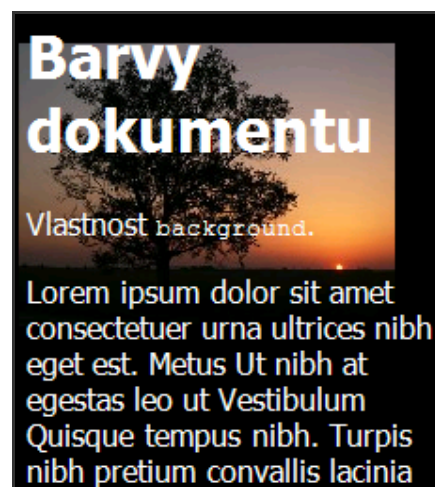 Barvy
dokumentu
Vlastnost background.
Lorem ipsum dolor sit amet
consectetuer urna ultrices nibh
eget est. Metus Ut nibh at
egestas leo ut Vestibulum
Quisque tempus nibh. Turpis
nibh pretium convallis lacinia